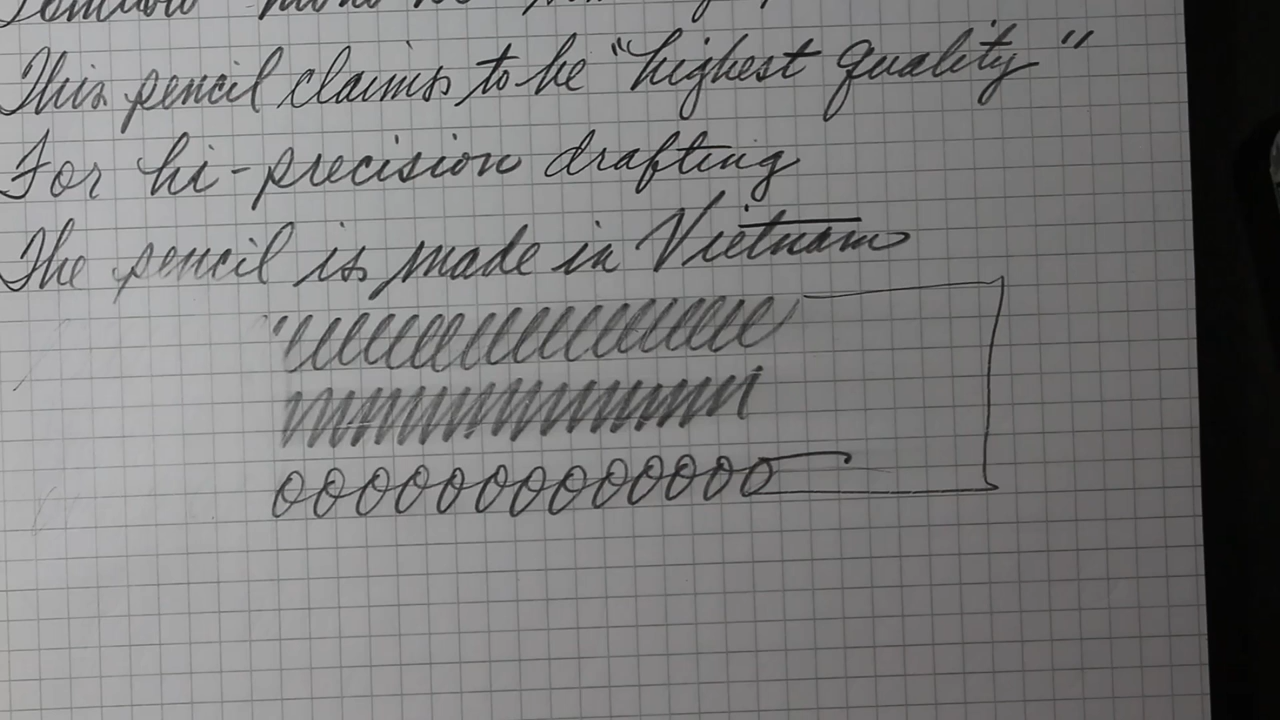 This pencil claims to be "highest quality"
For hi-precision drafting
The pencil is made in Vietnam